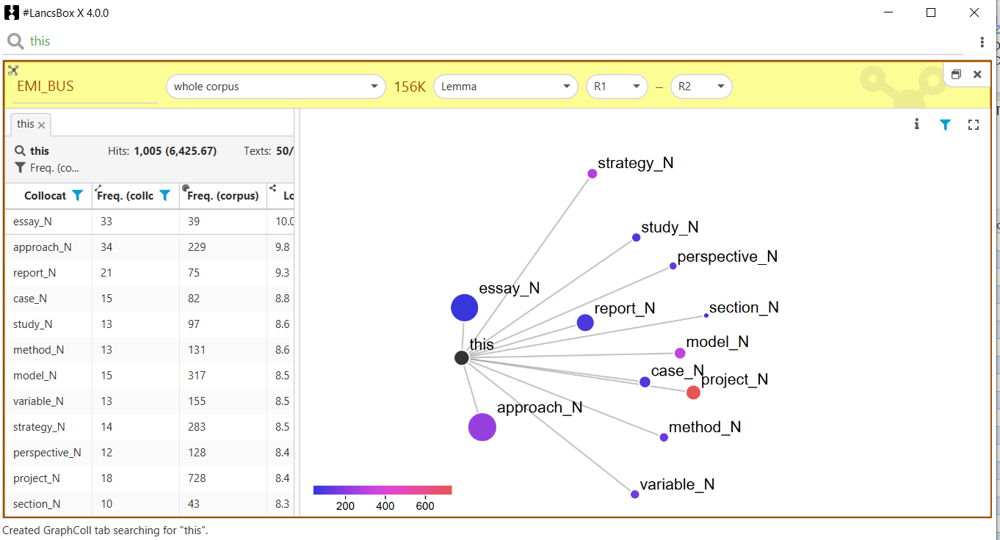 #LancsBox X 4.0.0
this
EMI_BUS whole corpus 156K Lemma R1 – R2
this
this Hits: 1,005 (6,425.67) Texts: 50/
Freq. (co...
Collocat Freq. (collc Freq. (corpus) Lo
essay_N 33 39 10.0
approach_N 34 229 9.8
report_N 21 75 9.3
case_N 15 82 8.8
study_N 13 97 8.6
method_N 13 131 8.6
model_N 15 317 8.5
variable_N 13 155 8.5
strategy_N 14 283 8.5
perspective_N 12 128 8.4
project_N 18 728 8.4
section_N 10 43 8.3
strategy_N
study_N
perspective_N
essay_N
report_N
section_N
this
model_N
case_N
project_N
approach_N
method_N
variable_N
200 400 600
Created GraphColl tab searching for "this".